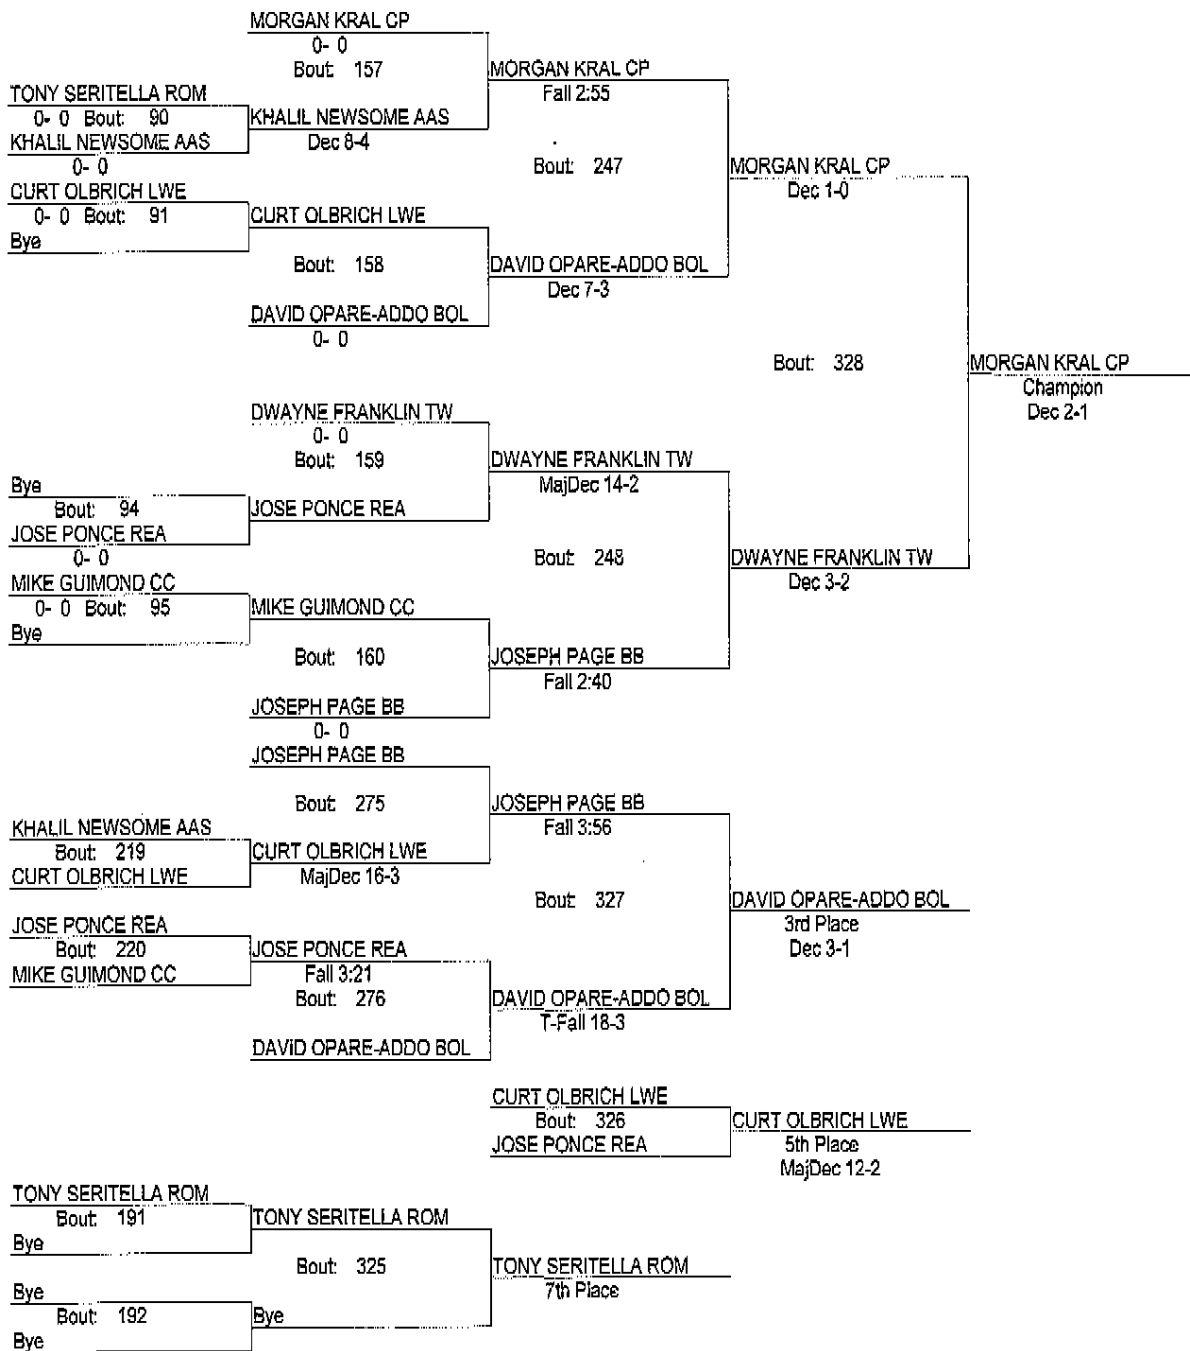 MORGAN KRAL CP
0- 0
Bout: 157
MORGAN KRAL CP
Fall 2:55
TONY SERITELLA ROM
0- 0 Bout: 90
KHALIL NEWSOME AAS
Dec 8-4
KHALIL NEWSOME AAS
0- 0
Bout: 247
MORGAN KRAL CP
Dec 1-0
CURT OLBRICH LWE
0- 0 Bout: 91
CURT OLBRICH LWE
Bye
Bout: 158
DAVID OPARE-ADDO BOL
Dec 7-3
DAVID OPARE-ADDO BOL
0- 0
Bout: 328
MORGAN KRAL CP
Champion
Dec 2-1
DWAYNE FRANKLIN TW
0- 0
Bout: 159
DWAYNE FRANKLIN TW
MajDec 14-2
Bye
Bout: 94
JOSE PONCE REA
JOSE PONCE REA
0- 0
Bout: 248
DWAYNE FRANKLIN TW
Dec 3-2
MIKE GUIMOND CC
0- 0 Bout: 95
MIKE GUIMOND CC
Bye
Bout: 160
JOSEPH PAGE BB
Fall 2:40
JOSEPH PAGE BB
0- 0
JOSEPH PAGE BB
Bout: 275
JOSEPH PAGE BB
Fall 3:56
KHALIL NEWSOME AAS
Bout: 219
CURT OLBRICH LWE
MajDec 16-3
CURT OLBRICH LWE
Bout: 327
DAVID OPARE-ADDO BOL
3rd Place
Dec 3-1
JOSE PONCE REA
Bout: 220
JOSE PONCE REA
Fall 3:21
MIKE GUIMOND CC
Bout: 276
DAVID OPARE-ADDO BOL
T-Fall 18-3
DAVID OPARE-ADDO BOL
CURT OLBRICH LWE
Bout: 326
CURT OLBRICH LWE
5th Place
MajDec 12-2
JOSE PONCE REA
TONY SERITELLA ROM
Bout: 191
TONY SERITELLA ROM
Bye
Bout: 325
TONY SERITELLA ROM
7th Place
Bye
Bout: 192
Bye
Bye